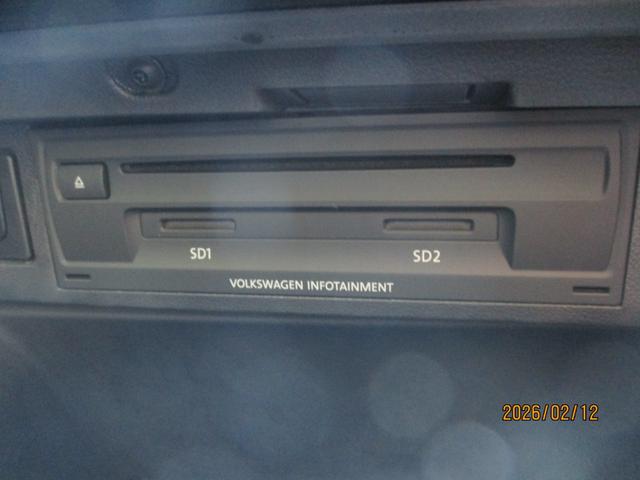 SD1
SD2
VOLKSWAGEN INFOTAINMENT
2026/02/12